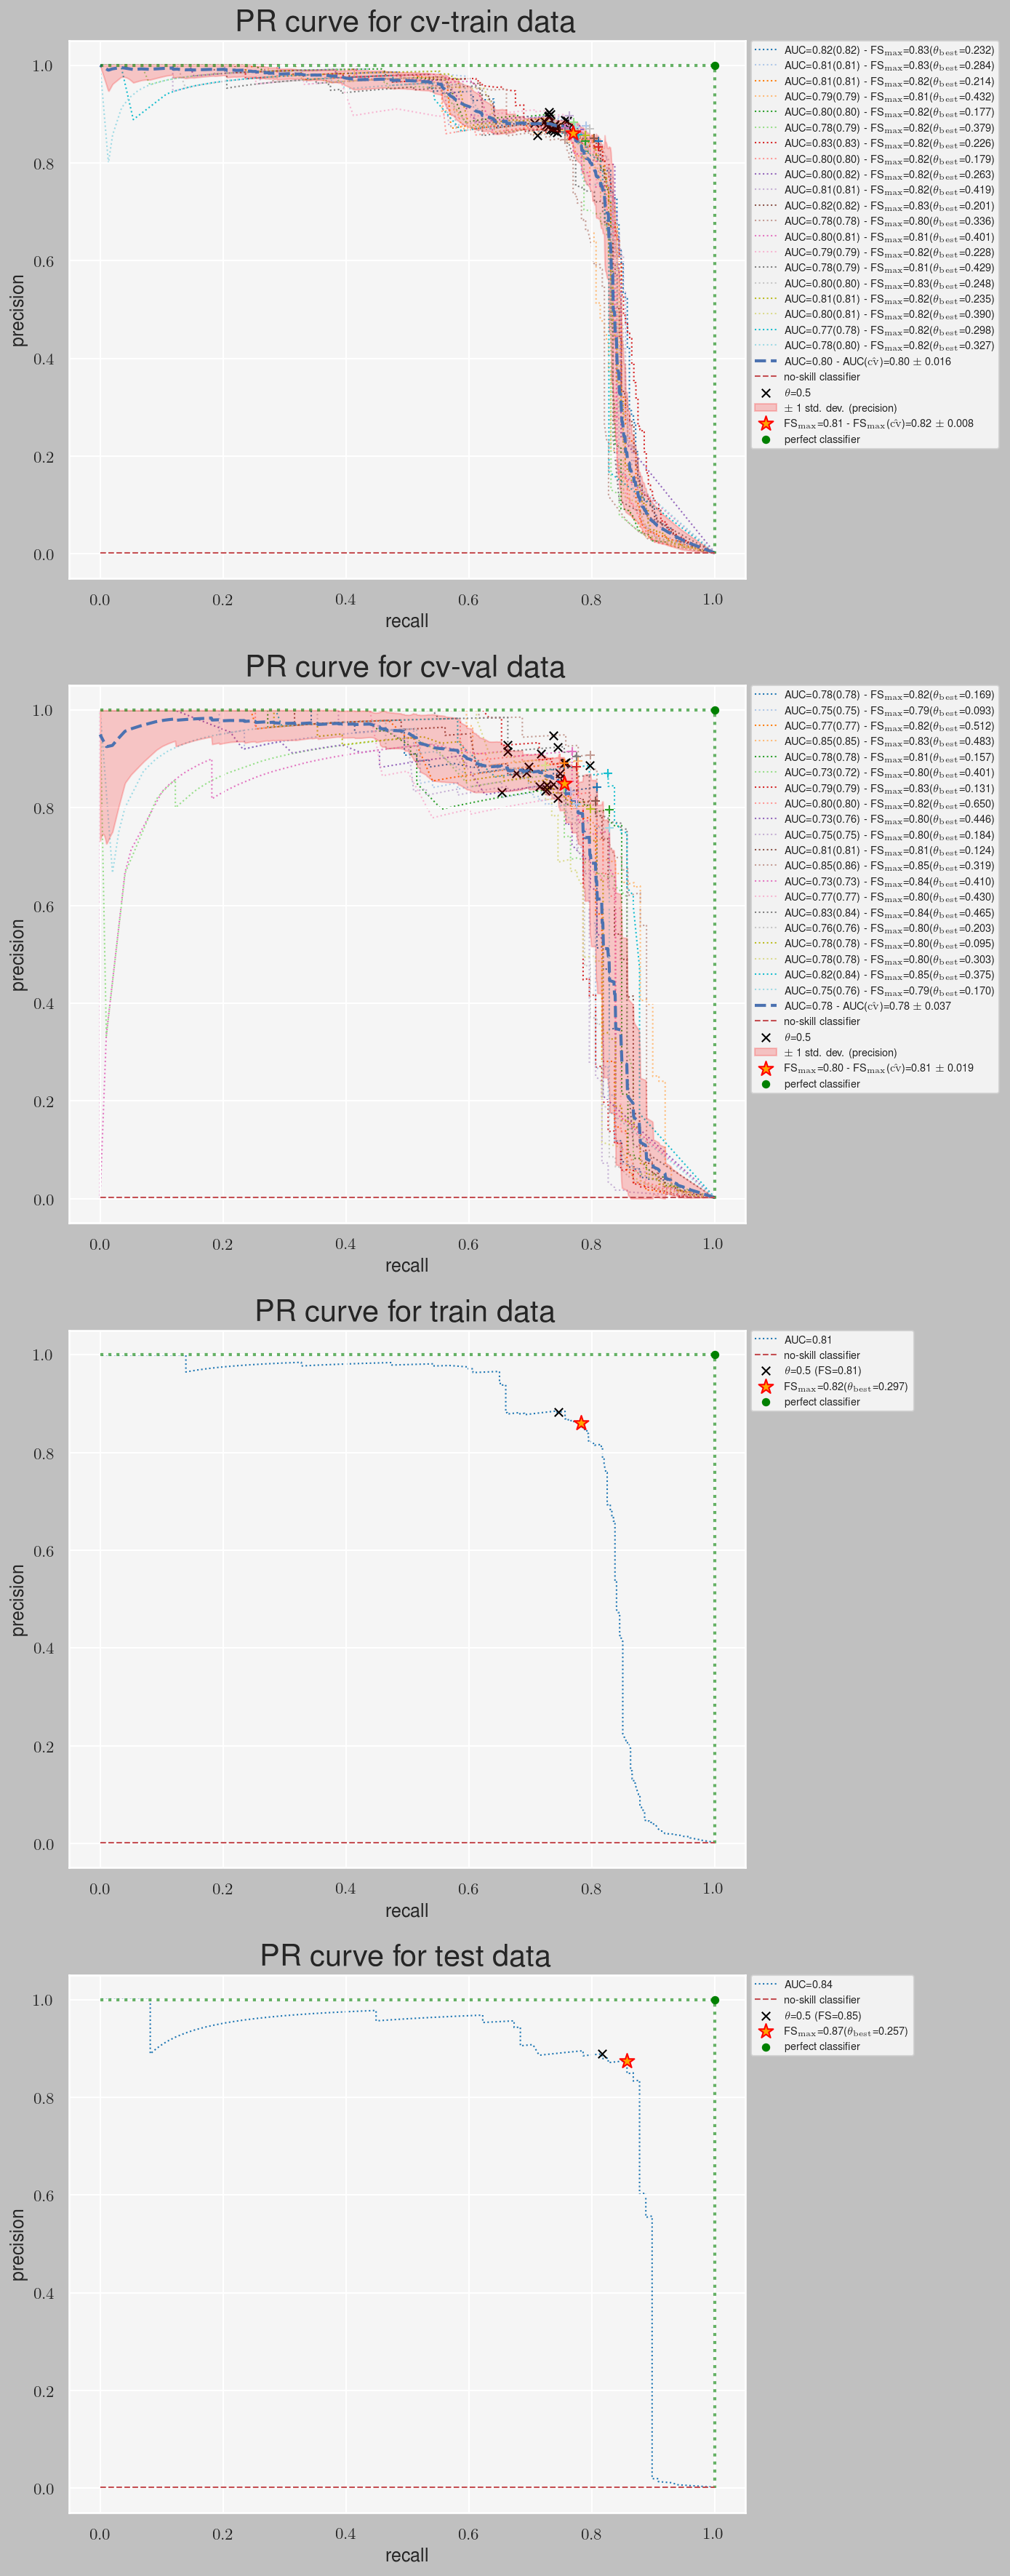 PR curve for cv-train data
1.0
0.8
0.6
0.4
0.2
0.0
precision
0.0 0.2 0.4 0.6 0.8 1.0
recall
AUC=0.82(0.82) - FSmax=0.83(θbest=0.232)
AUC=0.81(0.81) - FSmax=0.83(θbest=0.284)
AUC=0.81(0.81) - FSmax=0.82(θbest=0.214)
AUC=0.79(0.79) - FSmax=0.81(θbest=0.432)
AUC=0.80(0.80) - FSmax=0.82(θbest=0.177)
AUC=0.78(0.79) - FSmax=0.82(θbest=0.379)
AUC=0.83(0.83) - FSmax=0.82(θbest=0.226)
AUC=0.80(0.80) - FSmax=0.82(θbest=0.179)
AUC=0.80(0.82) - FSmax=0.82(θbest=0.263)
AUC=0.81(0.81) - FSmax=0.82(θbest=0.419)
AUC=0.82(0.82) - FSmax=0.83(θbest=0.201)
AUC=0.78(0.78) - FSmax=0.80(θbest=0.336)
AUC=0.80(0.81) - FSmax=0.81(θbest=0.401)
AUC=0.79(0.79) - FSmax=0.82(θbest=0.228)
AUC=0.78(0.79) - FSmax=0.81(θbest=0.429)
AUC=0.80(0.80) - FSmax=0.83(θbest=0.248)
AUC=0.81(0.81) - FSmax=0.82(θbest=0.235)
AUC=0.80(0.81) - FSmax=0.82(θbest=0.390)
AUC=0.77(0.78) - FSmax=0.82(θbest=0.298)
AUC=0.78(0.80) - FSmax=0.82(θbest=0.327)
AUC=0.80 - AUC(cv̄)=0.80 ± 0.016
no-skill classifier
θ=0.5
± 1 std. dev. (precision)
FSmax=0.81 - FSmax(cv̄)=0.82 ± 0.008
perfect classifier
PR curve for cv-val data
1.0
0.8
0.6
0.4
0.2
0.0
precision
0.0 0.2 0.4 0.6 0.8 1.0
recall
AUC=0.78(0.78) - FSmax=0.82(θbest=0.169)
AUC=0.75(0.75) - FSmax=0.79(θbest=0.093)
AUC=0.77(0.77) - FSmax=0.82(θbest=0.512)
AUC=0.85(0.85) - FSmax=0.83(θbest=0.483)
AUC=0.78(0.78) - FSmax=0.81(θbest=0.157)
AUC=0.73(0.72) - FSmax=0.80(θbest=0.401)
AUC=0.79(0.79) - FSmax=0.83(θbest=0.131)
AUC=0.80(0.80) - FSmax=0.82(θbest=0.650)
AUC=0.73(0.76) - FSmax=0.80(θbest=0.446)
AUC=0.75(0.75) - FSmax=0.80(θbest=0.184)
AUC=0.81(0.81) - FSmax=0.81(θbest=0.124)
AUC=0.85(0.86) - FSmax=0.85(θbest=0.319)
AUC=0.73(0.73) - FSmax=0.84(θbest=0.410)
AUC=0.77(0.77) - FSmax=0.80(θbest=0.430)
AUC=0.83(0.84) - FSmax=0.84(θbest=0.465)
AUC=0.76(0.76) - FSmax=0.80(θbest=0.203)
AUC=0.78(0.78) - FSmax=0.80(θbest=0.095)
AUC=0.78(0.78) - FSmax=0.80(θbest=0.303)
AUC=0.82(0.84) - FSmax=0.85(θbest=0.375)
AUC=0.75(0.76) - FSmax=0.79(θbest=0.170)
AUC=0.78 - AUC(cv̄)=0.78 ± 0.037
no-skill classifier
θ=0.5
± 1 std. dev. (precision)
FSmax=0.80 - FSmax(cv̄)=0.81 ± 0.019
perfect classifier
PR curve for train data
1.0
0.8
0.6
0.4
0.2
0.0
precision
0.0 0.2 0.4 0.6 0.8 1.0
recall
AUC=0.81
no-skill classifier
θ=0.5 (FS=0.81)
FSmax=0.82(θbest=0.297)
perfect classifier
PR curve for test data
1.0
0.8
0.6
0.4
0.2
0.0
precision
0.0 0.2 0.4 0.6 0.8 1.0
recall
AUC=0.84
no-skill classifier
θ=0.5 (FS=0.85)
FSmax=0.87(θbest=0.257)
perfect classifier